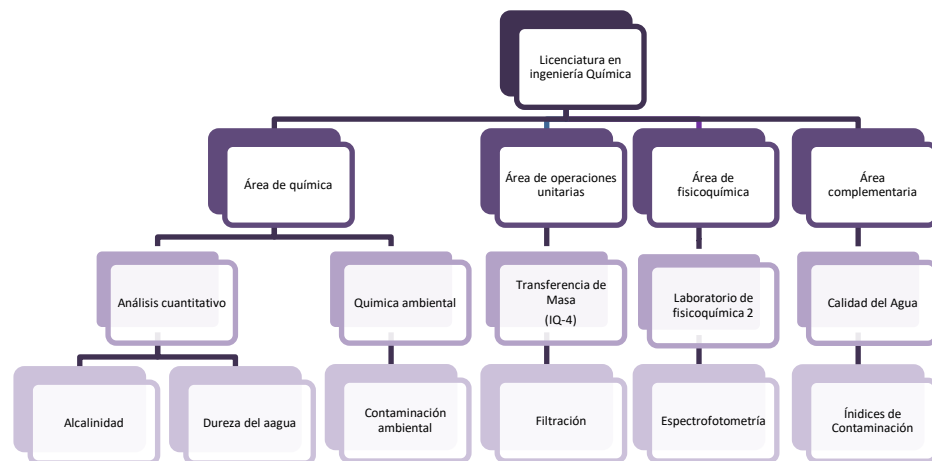 Licenciatura en
ingeniería Química
Área de química
Área de operaciones
unitarias
Área de
fisicoquímica
Área
complementaria
Análisis cuantitativo
Quimica ambiental
Transferencia de
Masa
(IQ-4)
Laboratorio de
fisicoquímica 2
Calidad del Agua
Alcalinidad
Dureza del aagua
Contaminación
ambiental
Filtración
Espectrofotometría
Ínidices de
Contaminación